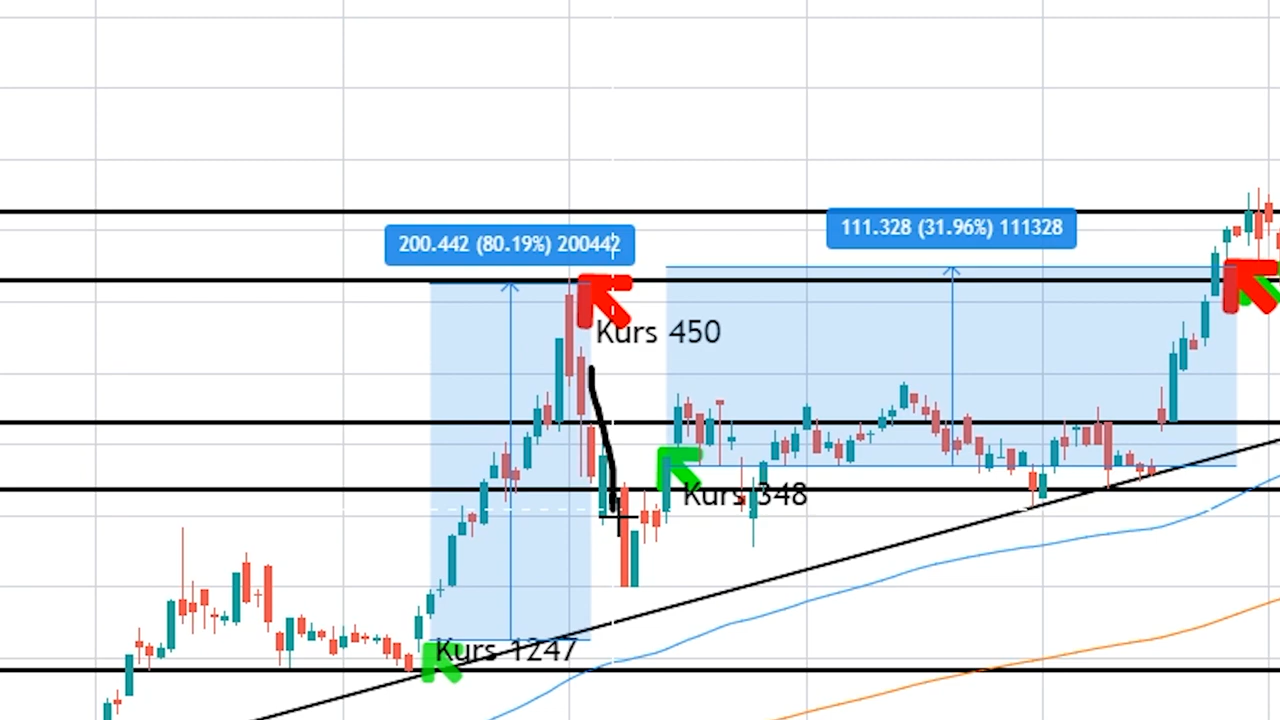 111.328 (31.96%) 111328
200.442 (80.19%) 200442
Kurs 450
Kurs 348
Kurs 1247